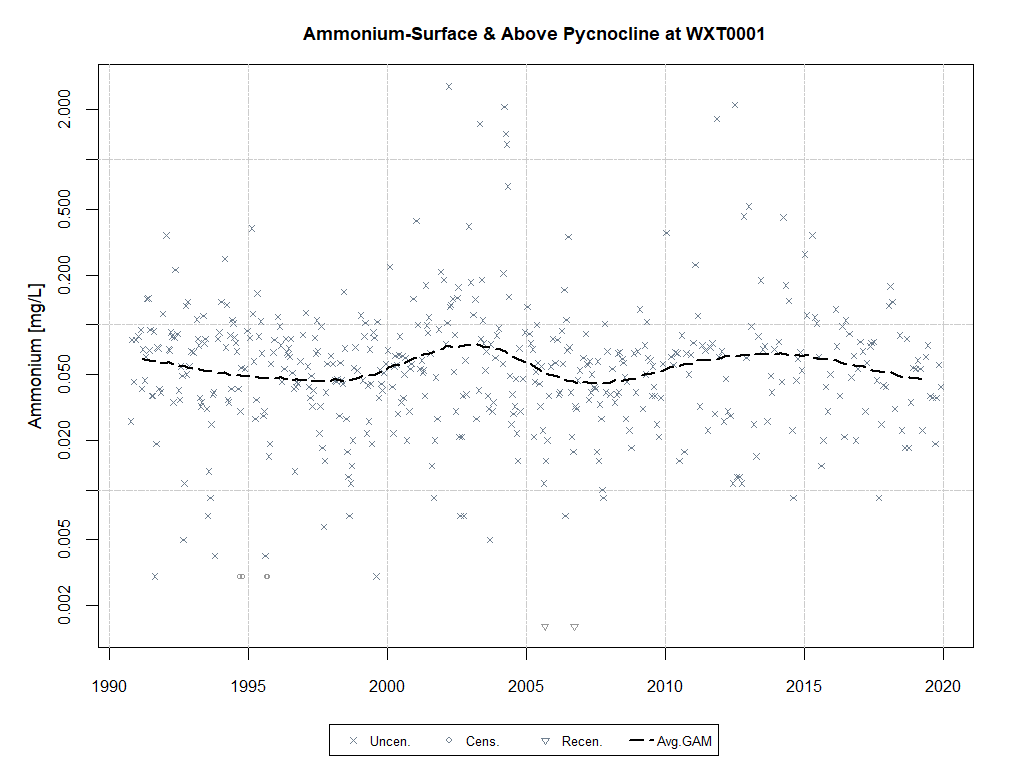 Ammonium-Surface & Above Pycnocline at WXT0001
Ammonium [mg/L]
2.000
0.500
0.200
0.050
0.020
0.005
0.002
1990 1995 2000 2005 2010 2015 2020
Uncen. Cens. Recen. Avg.GAM